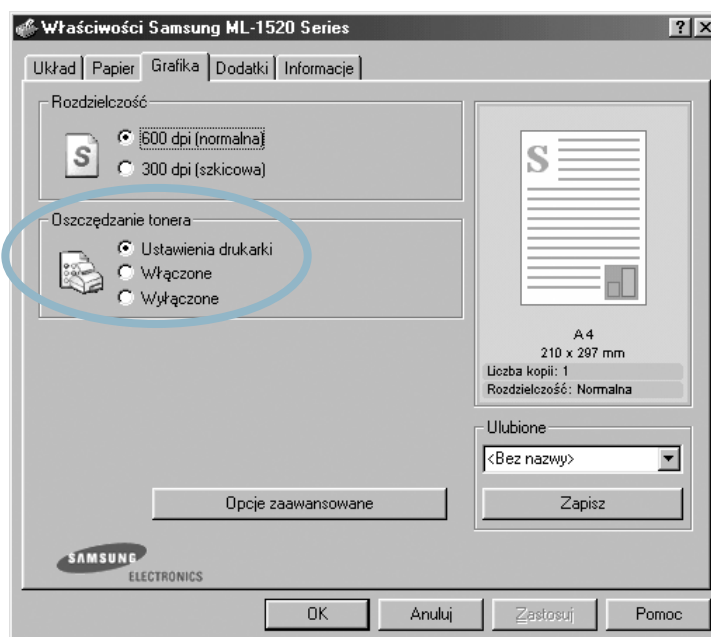 Właściwości Samsung ML-1520 Series
Układ Papier Grafika Dodatki Informacje
Rozdzielczość
600 dpi (normalna)
300 dpi (szkicowa)
Oszczędzanie tonera
Ustawienia drukarki
Włączone
Wyłączone
A4
210 x 297 mm
Liczba kopii: 1
Rozdzielczość: Normalna
Ulubione
<Bez nazwy>
Opcje zaawansowane
Zapisz
SAMSUNG
ELECTRONICS
OK Anuluj Zastosuj Pomoc